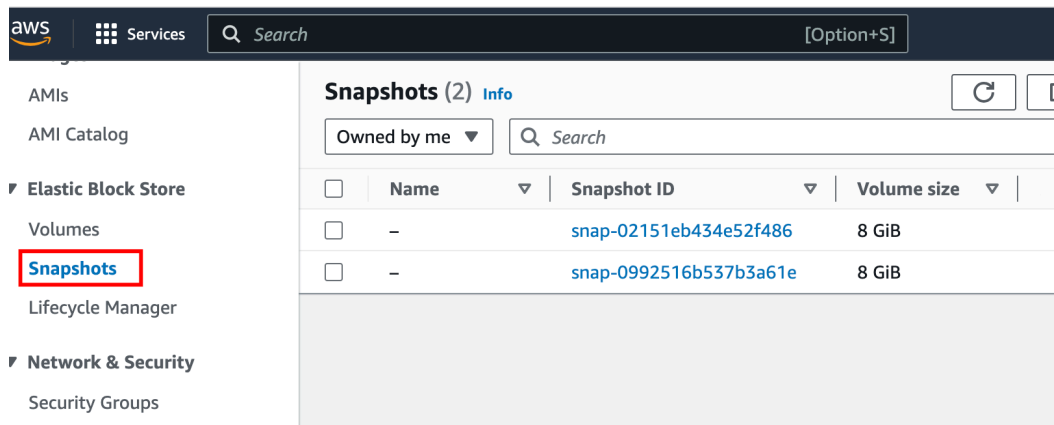 aws
Services
Search
[Option+S]
AMIs
AMI Catalog
Elastic Block Store
Volumes
Snapshots
Lifecycle Manager
Network & Security
Security Groups
Snapshots (2) Info
Owned by me
Search
Name Snapshot ID Volume size
– snap-02151eb434e52f486 8 GiB
– snap-0992516b537b3a61e 8 GiB